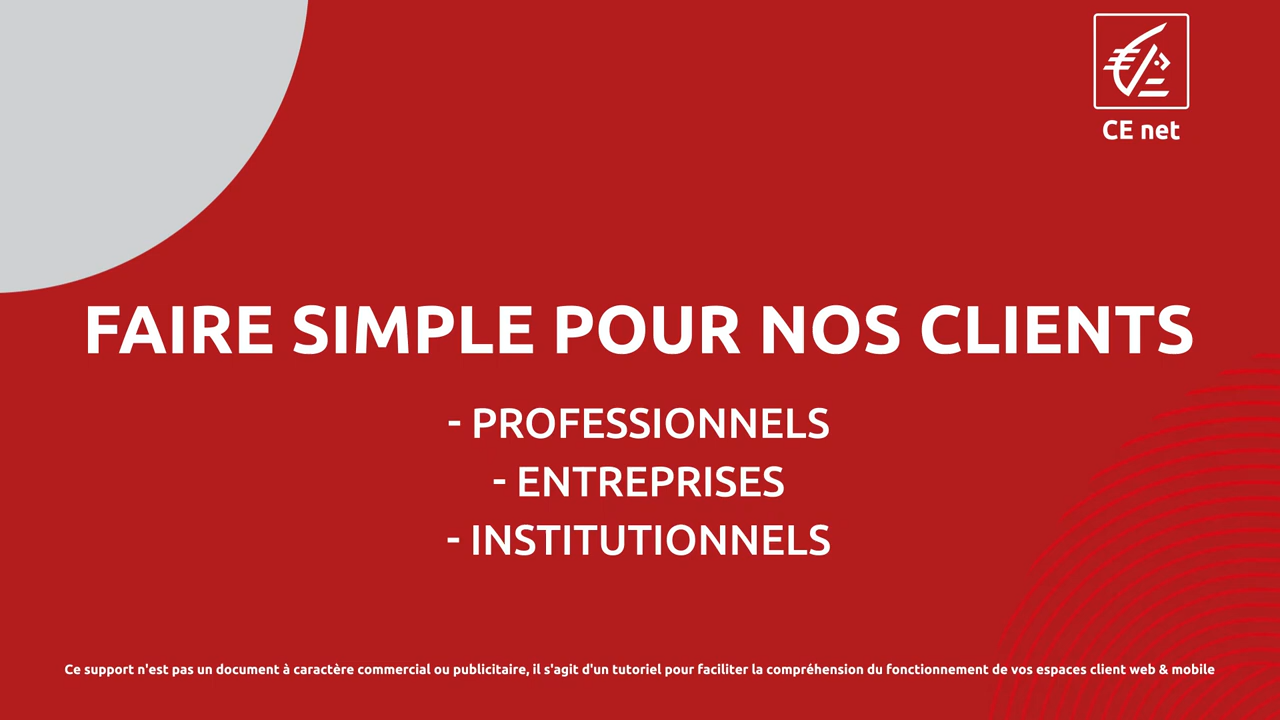 CE net
FAIRE SIMPLE POUR NOS CLIENTS
- PROFESSIONNELS
- ENTREPRISES
- INSTITUTIONNELS
Ce support n'est pas un document à caractère commercial ou publicitaire, il s'agit d'un tutoriel pour faciliter la compréhension du fonctionnement de vos espaces client web & mobile